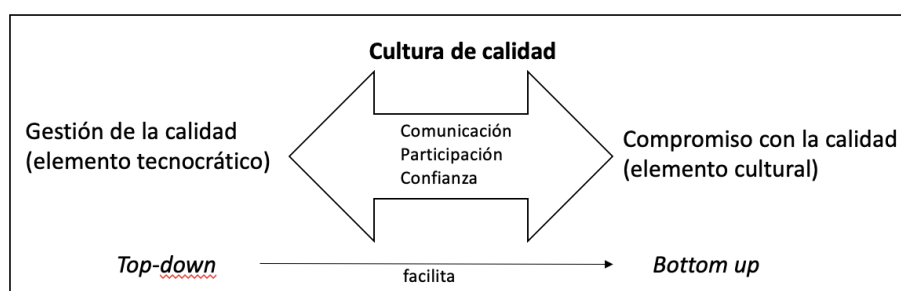 Cultura de calidad
Gestión de la calidad
(elemento tecnocrático)
Comunicación
Participación
Confianza
Compromiso con la calidad
(elemento cultural)
Top-down
facilita
Bottom up